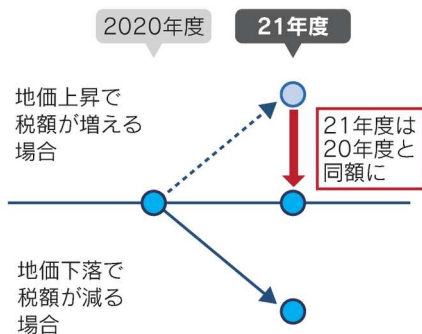 2020年度
21年度
地価上昇で
税額が増える
場合
21年度は
20年度と
同額に
地価下落で
税額が減る
場合